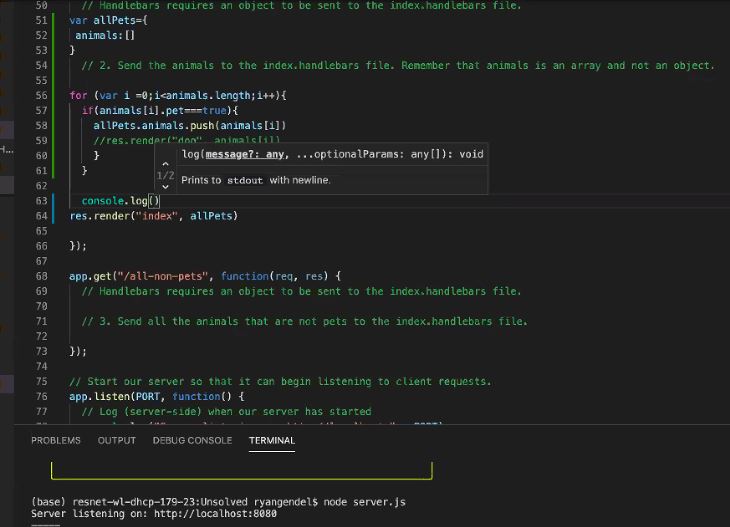 50 // Handlebars requires an object to be sent to the index.handlebars file.
51 var allPets={
52 animals:[]
53 }
54 // 2. Send the animals to the index.handlebars file. Remember that animals is an array and not an object.
55
56 for (var i =0;i<animals.length;i++){
57 if(animals[i].pet===true){
58 allPets.animals.push(animals[i])
59 //res.render("dog", animals[i])
60 }
61 }
62
63 console.log()
64 res.render("index", allPets)
65
66 });
67
68 app.get("/all-non-pets", function(req, res) {
69 // Handlebars requires an object to be sent to the index.handlebars file.
70
71 // 3. Send all the animals that are not pets to the index.handlebars file.
72
73 });
74
75 // Start our server so that it can begin listening to client requests.
76 app.listen(PORT, function() {
77 // Log (server-side) when our server has started
log(message?: any, ...optionalParams: any[]): void
1/2
Prints to stdout with newline.
H...
PROBLEMS OUTPUT DEBUG CONSOLE TERMINAL
(base) resnet-wl-dhcp-179-23:Unsolved ryangendel$ node server.js
Server listening on: http://localhost:8080